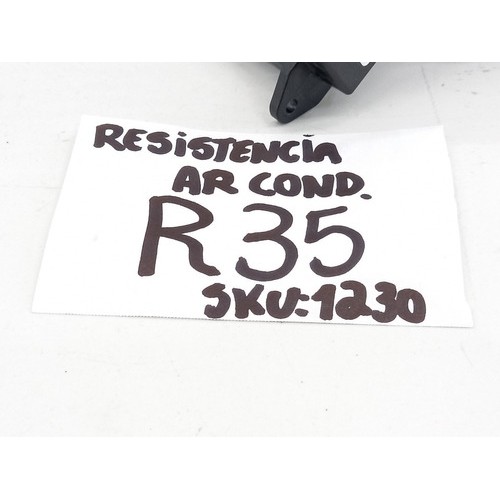 RESiSTENCiA
AR COND.
R35
SKU:1230